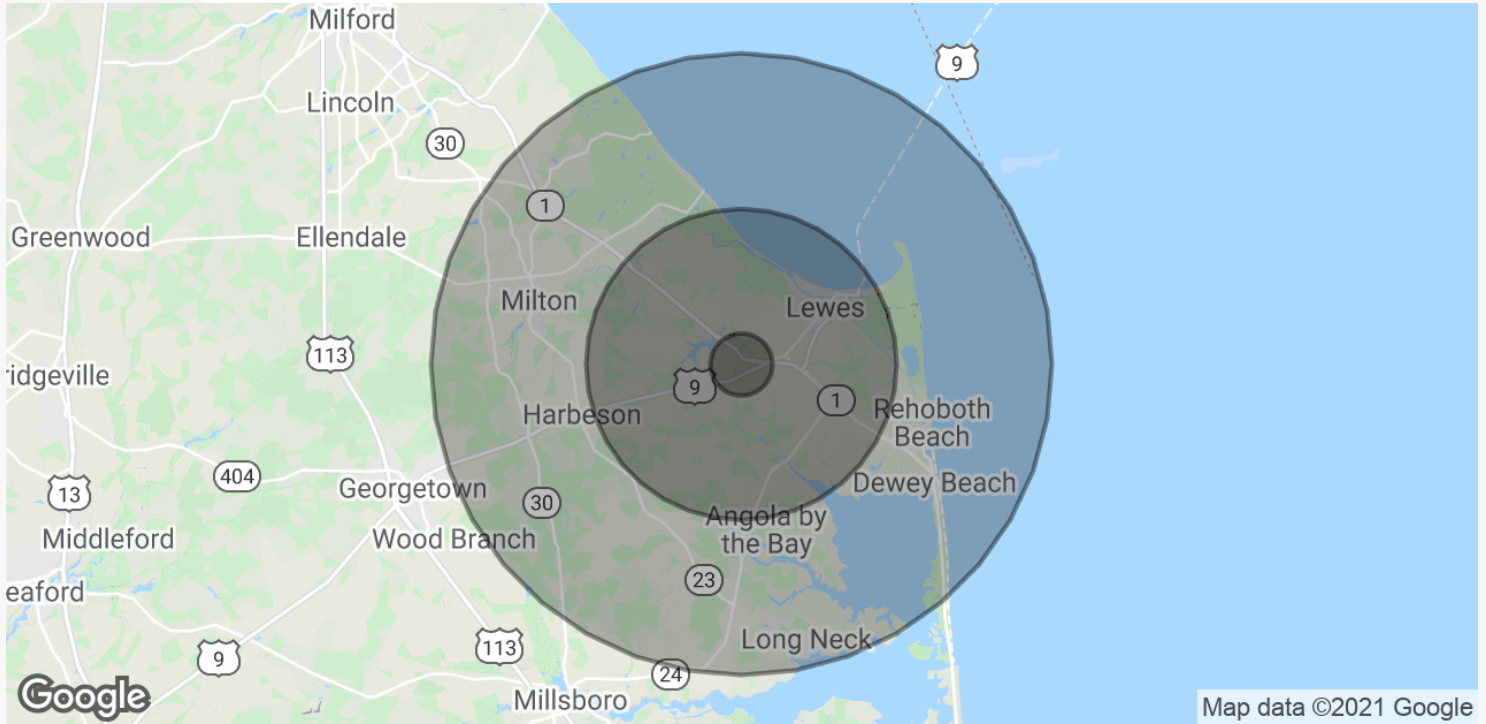 Milford
9
Lincoln
30
1
Greenwood
Ellendale
Milton
Lewes
113
ridgeville
9
1
Harbeson
Rehoboth
Beach
404
13
Georgetown
30
Dewey Beach
Angola by
the Bay
Middleford
Wood Branch
23
eaford
Long Neck
9
113
24
Millsboro
Google
Map data ©2021 Google